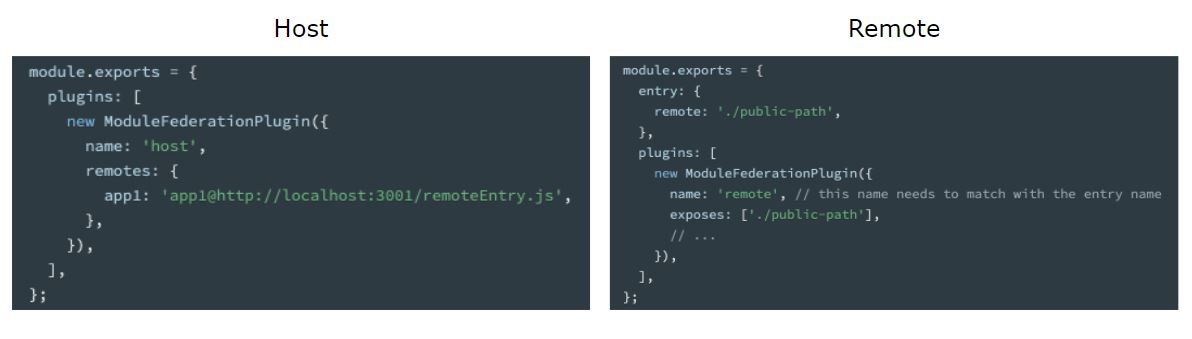 Host
module.exports = {
  plugins: [
    new ModuleFederationPlugin({
      name: 'host',
      remotes: {
        app1: 'app1@http://localhost:3001/remoteEntry.js',
      },
    }),
  ],
};
Remote
module.exports = {
  entry: {
    remote: './public-path',
  },
  plugins: [
    new ModuleFederationPlugin({
      name: 'remote', // this name needs to match with the entry name
      exposes: ['./public-path'],
      // ...
    }),
  ],
};